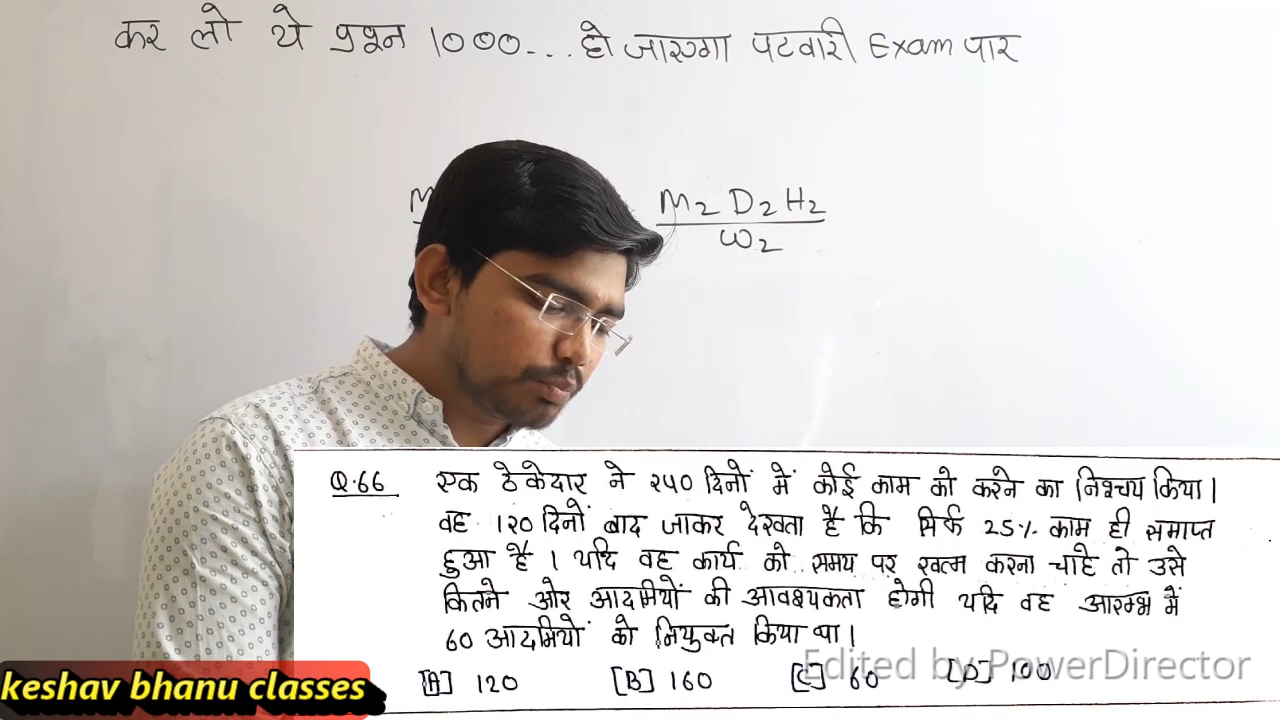 कर लो ये प्रश्न 1000... हो जाएगा पटवारी Exam पार
M₂ D₂ H₂
W₂
Q.66 एक ठेकेदार ने २40 दिनों में कोई काम को करने का निश्चय किया।
वह 120 दिनों बाद जाकर देखता है कि सिर्फ 25% काम ही समाप्त
हुआ है। यदि वह कार्य को समय पर खत्म करना चाहे तो उसे
कितने ओर आदमियों की आवश्यकता होगी यदि वह आरम्भ में
60 आदमियों को नियुक्त किया था।
[A] 120 [B] 160 [C] 60 [D] 100
Edited by PowerDirector
keshav bhanu classes